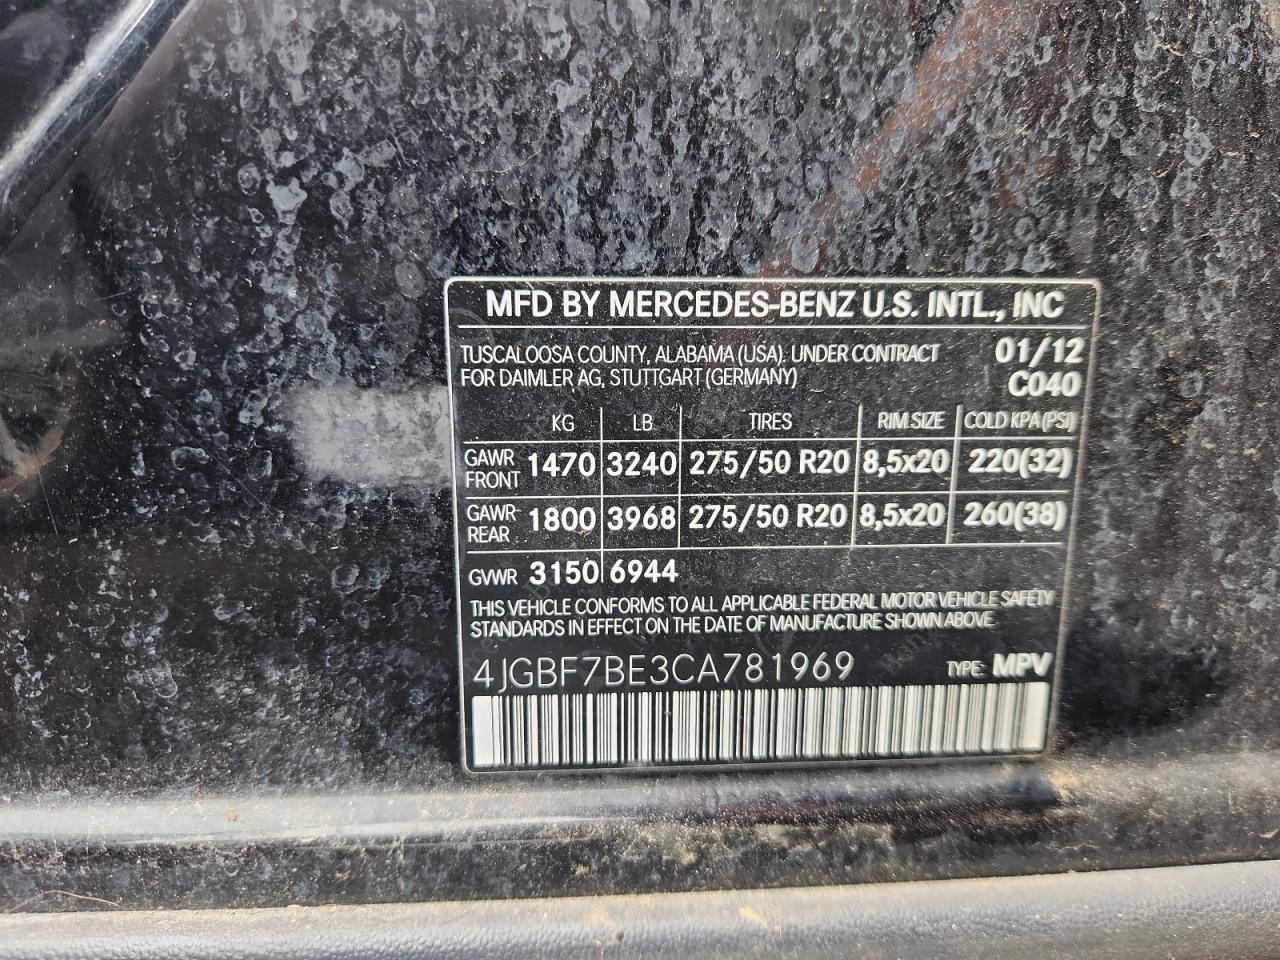 MFD BY MERCEDES-BENZ U.S. INTL., INC
TUSCALOOSA COUNTY, ALABAMA (USA). UNDER CONTRACT 01/12
FOR DAIMLER AG, STUTTGART (GERMANY) C040
KG LB TIRES RIM SIZE COLD KPA (PSI)
GAWR FRONT 1470 3240 275/50 R20 8,5x20 220(32)
GAWR REAR 1800 3968 275/50 R20 8,5x20 260(38)
GVWR 3150 6944
THIS VEHICLE CONFORMS TO ALL APPLICABLE FEDERAL MOTOR VEHICLE SAFETY
STANDARDS IN EFFECT ON THE DATE OF MANUFACTURE SHOWN ABOVE.
4JGBF7BE3CA781969 TYPE: MPV